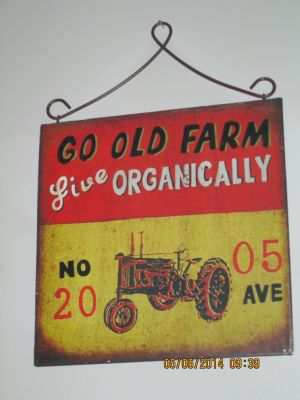 GO OLD FARM
Live ORGANICALLY
NO 05
20 AVE
05/06/2014 09:39